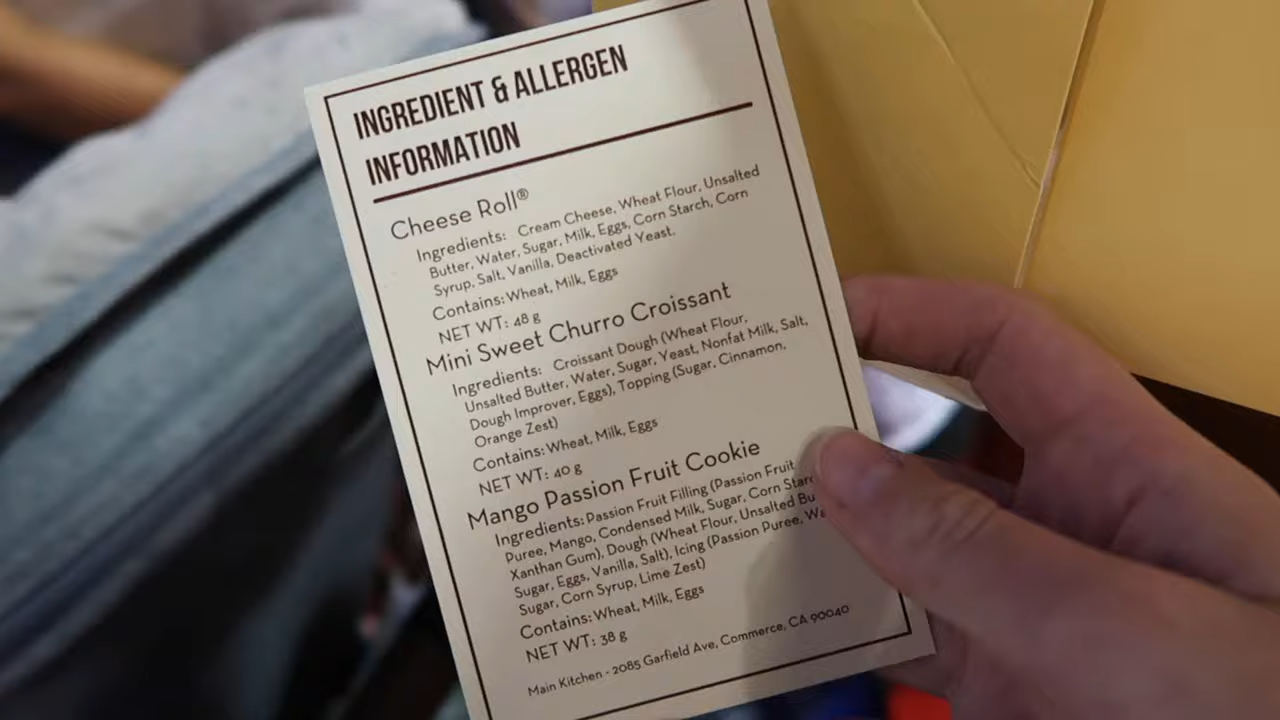 INGREDIENT & ALLERGEN
INFORMATION
Cheese Roll®
Ingredients: Cream Cheese, Wheat Flour, Unsalted
Butter, Water, Sugar, Milk, Eggs, Corn Starch, Corn
Syrup, Salt, Vanilla, Deactivated Yeast.
Contains: Wheat, Milk, Eggs
NET WT: 48 g
Mini Sweet Churro Croissant
Ingredients: Croissant Dough (Wheat Flour,
Unsalted Butter, Water, Sugar, Yeast, Nonfat Milk, Salt,
Dough Improver, Eggs), Topping (Sugar, Cinnamon,
Orange Zest)
Contains: Wheat, Milk, Eggs
NET WT: 40 g
Mango Passion Fruit Cookie
Ingredients: Passion Fruit Filling (Passion Fruit
Puree, Mango, Condensed Milk, Sugar, Corn
Xanthan Gum), Dough (Wheat Flour, Unsalted
Sugar, Eggs, Vanilla, Salt), Icing (Passion Puree,
Sugar, Corn Syrup, Lime Zest)
Contains: Wheat, Milk, Eggs
NET WT: 38 g
Main Kitchen - 2085 Garfield Ave, Commerce, CA 90040